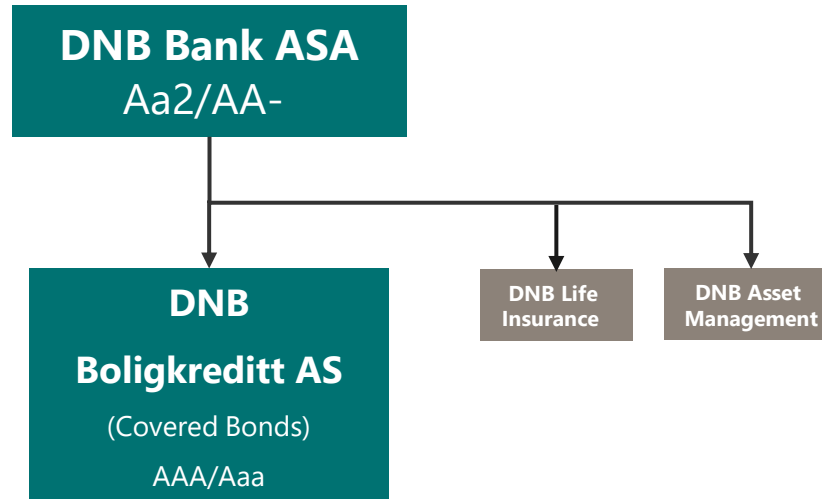 DNB Bank ASA
Aa2/AA-
DNB
Boligkreditt AS
(Covered Bonds)
AAA/Aaa
DNB Life
Insurance
DNB Asset
Management